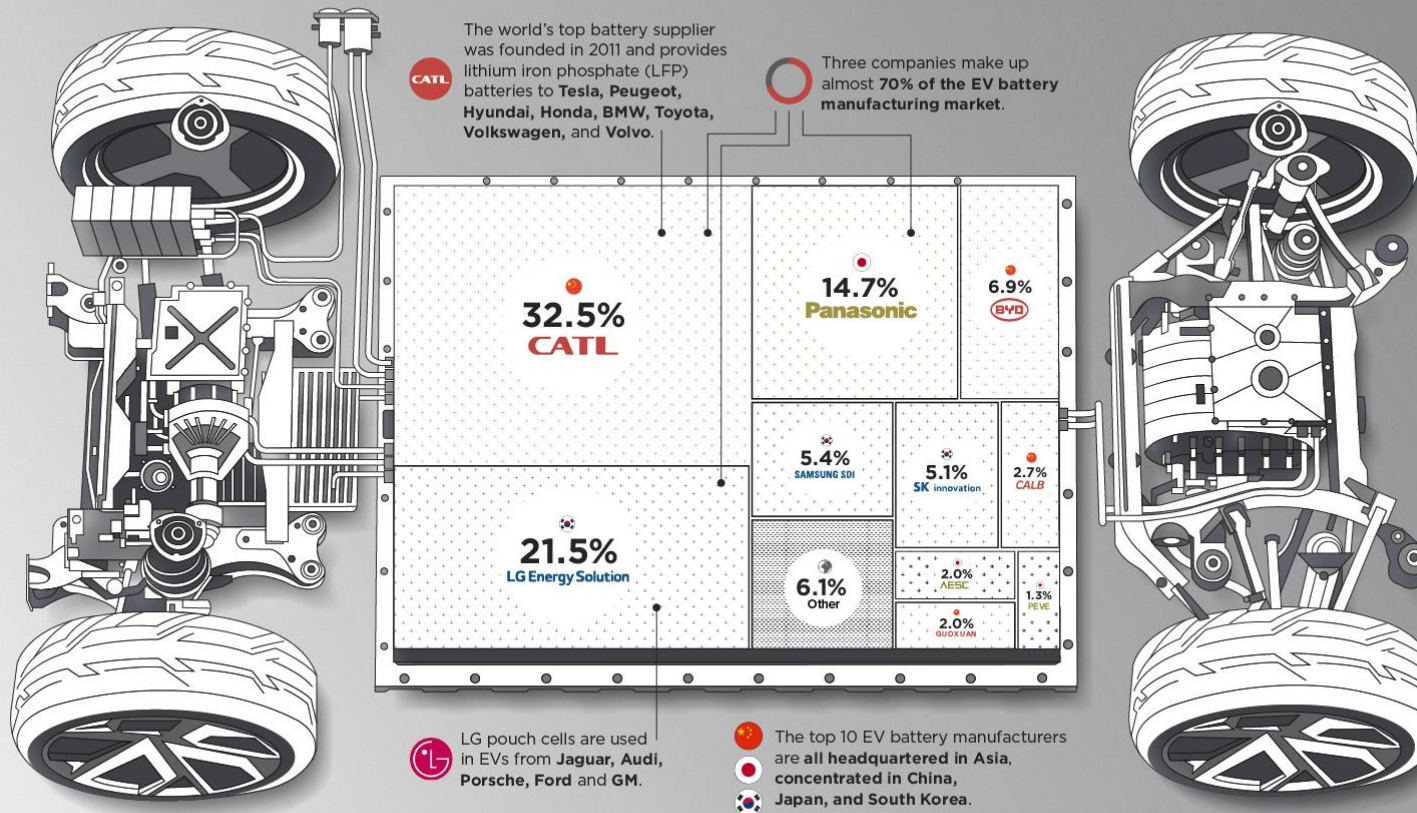 CATL
The world's top battery supplier
was founded in 2011 and provides
lithium iron phosphate (LFP)
batteries to Tesla, Peugeot,
Hyundai, Honda, BMW, Toyota,
Volkswagen, and Volvo.
Three companies make up
almost 70% of the EV battery
manufacturing market.
32.5%
CATL
14.7%
Panasonic
6.9%
BYD
5.4%
SAMSUNG SDI
5.1%
SK innovation
2.7%
CALB
21.5%
LG Energy Solution
6.1%
Other
2.0%
AESC
1.3%
PEVE
2.0%
GUOXUAN
LG pouch cells are used
in EVs from Jaguar, Audi,
Porsche, Ford and GM.
The top 10 EV battery manufacturers
are all headquartered in Asia,
concentrated in China,
Japan, and South Korea.